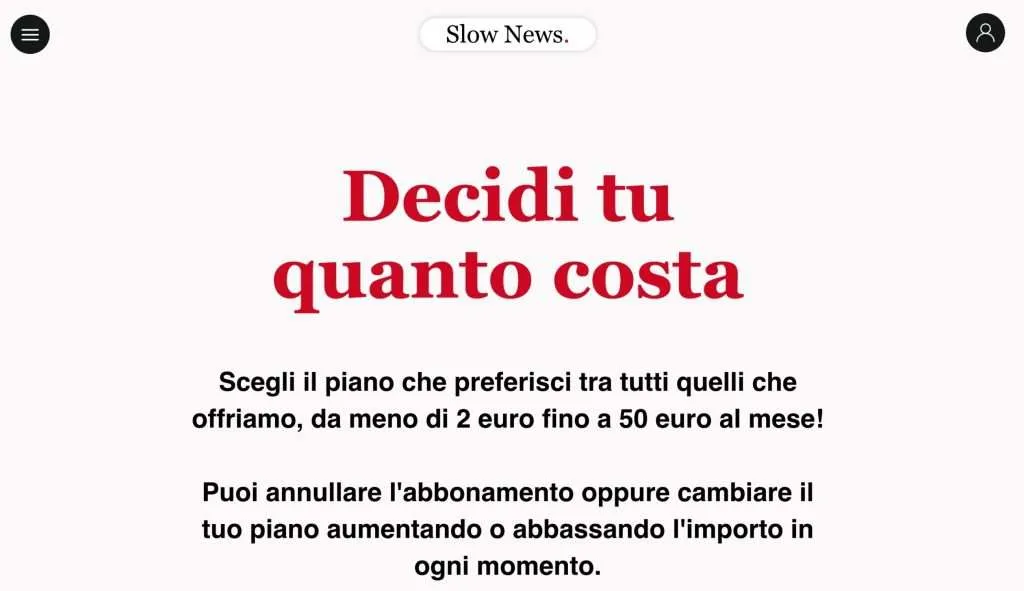 Slow News.
Decidi tu
quanto costa
Scegli il piano che preferisci tra tutti quelli che
offriamo, da meno di 2 euro fino a 50 euro al mese!
Puoi annullare l'abbonamento oppure cambiare il
tuo piano aumentando o abbassando l'importo in
ogni momento.